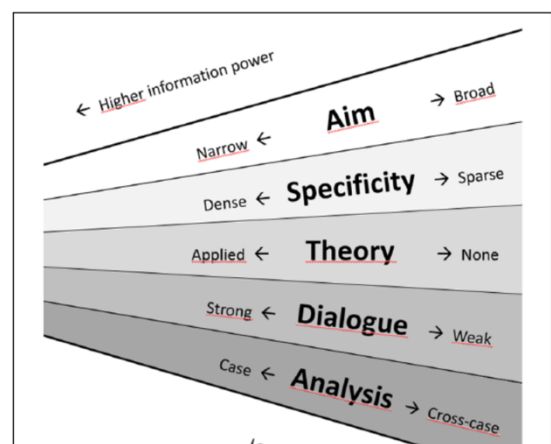 ← Higher information power
Narrow ← Aim → Broad
Dense ← Specificity → Sparse
Applied ← Theory → None
Strong ← Dialogue → Weak
Case ← Analysis → Cross-case